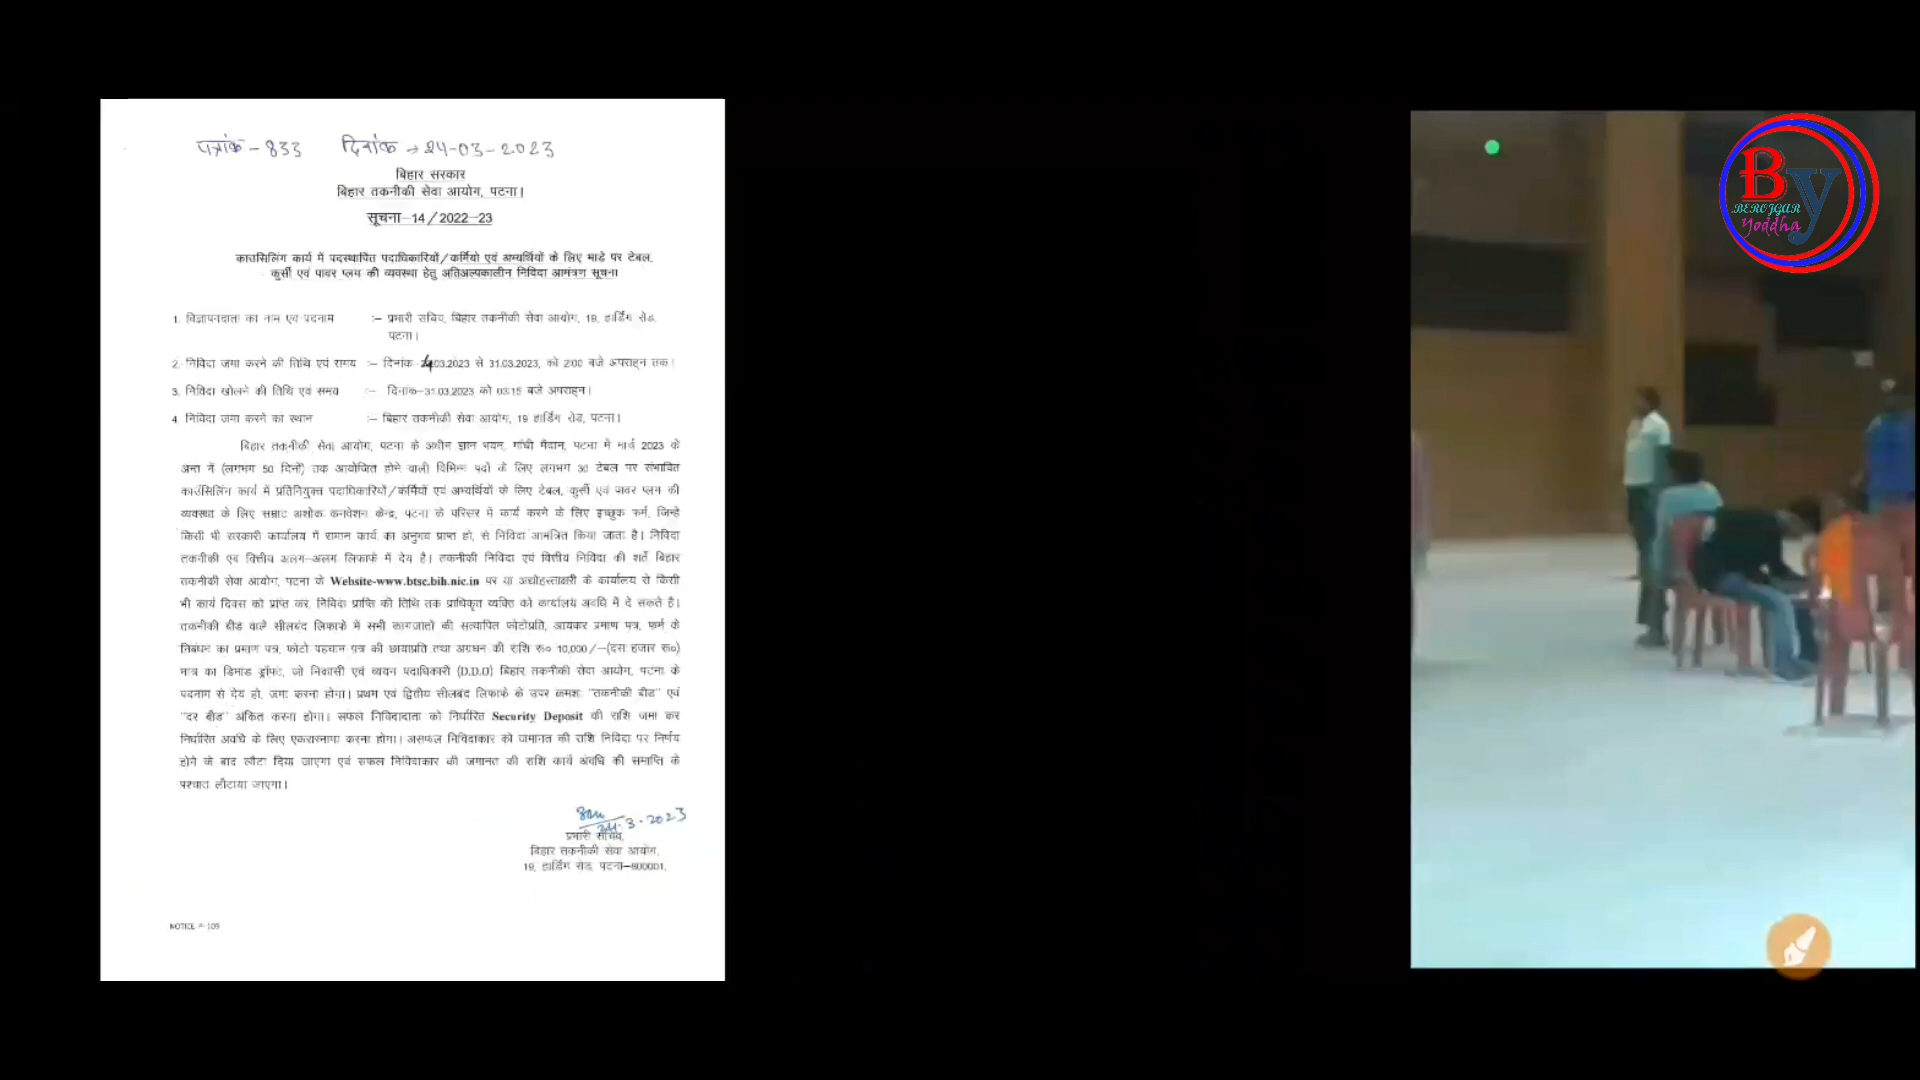 पत्रांक - 833 दिनांक → 24-03-2023
बिहार सरकार
बिहार तकनीकी सेवा आयोग, पटना।
सूचना-14/2022-23
काउंसिलिंग कार्य में पदस्थापित पदाधिकारियों/कर्मियो एवं अभ्यर्थियों के लिए भाडे पर टेबल,
कुर्सी एवं पावर प्लग की व्यवस्था हेतु अतिअल्पकालीन निविदा आमंत्रण सूचना
1. विज्ञापनदाता का नाम एवं पदनाम :– प्रभारी सचिव, बिहार तकनीकी सेवा आयोग, 19, हार्डिंग रोड,
पटना।
2. निविदा जमा करने की तिथि एवं समय :– दिनांक-24.03.2023 से 31.03.2023, को 2:00 बजे अपराहन तक।
3. निविदा खोलने की तिथि एवं समय :– दिनांक-31.03.2023 को 03:15 बजे अपराहन।
4. निविदा जमा करने का स्थान :– बिहार तकनीकी सेवा आयोग, 19 हार्डिंग रोड, पटना।
बिहार तकनीकी सेवा आयोग, पटना के अधीन ज्ञान भवन, गाँधी मैदान, पटना में मार्च 2023 के
अन्त में (लगभग 50 दिनों) तक आयोजित होने वाली विभिन्न पदों के लिए लगभग 30 टेबल पर संभावित
काउंसिलिंग कार्य में प्रतिनियुक्त पदाधिकारियों/कर्मियों एवं अभ्यर्थियों के लिए टेबल, कुर्सी एवं पावर प्लग की
व्यवस्था के लिए सम्राट अशोक कनवेशन केन्द्र, पटना के परिसर में कार्य करने के लिए इच्छुक फर्म, जिन्हे
किसी भी सरकारी कार्यालय में समान कार्य का अनुभव प्राप्त हो, से निविदा आमंत्रित किया जाता है। निविदा
तकनीकी एवं वित्तीय अलग-अलग लिफाफे में देय है। तकनीकी निविदा एवं वित्तीय निविदा की शर्ते बिहार
तकनीकी सेवा आयोग, पटना के Website-www.btsc.bih.nic.in पर या अधोहस्ताक्षरी के कार्यालय से किसी
भी कार्य दिवस को प्राप्त कर, निविदा प्राप्ति की तिथि तक प्राधिकृत व्यक्ति को कार्यालय अवधि में दे सकते है।
तकनीकी बीड वाले सीलबंद लिफाफे में सभी कागजातों की सत्यापित फोटोप्रति, आयकर प्रमाण पत्र, फर्म के
निबंधन का प्रमाण पत्र, फोटो पहचान पत्र की छायाप्रति तथा अग्रधन की राशि रू० 10,000/-(दस हजार रू०)
मात्र का डिमांड ड्रॉफ्ट, जो निकासी एवं व्ययन पदाधिकारी (D.D.O) बिहार तकनीकी सेवा आयोग, पटना के
पदनाम से देय हो, जमा करना होगा। प्रथम एवं द्वितीय सीलबंद लिफाफे के उपर क्रमशः "तकनीकी बीड" एवं
"दर बीड" अंकित करना होगा। सफल निविदादाता को निर्धारित Security Deposit की राशि जमा कर
निर्धारित अवधि के लिए एकरारनामा करना होगा। असफल निविदाकार को जमानत की राशि निविदा पर निर्णय
होने के बाद लौटा दिया जाएगा एवं सफल निविदाकार की जमानत की राशि कार्य अवधि की समाप्ति के
पश्चात लौटाया जाएगा।
24.3.2023
प्रभारी सचिव,
बिहार तकनीकी सेवा आयोग,
19, हार्डिंग रोड, पटना-800001,
NOTICE P-109
By
BEROJGAR
Yoddha